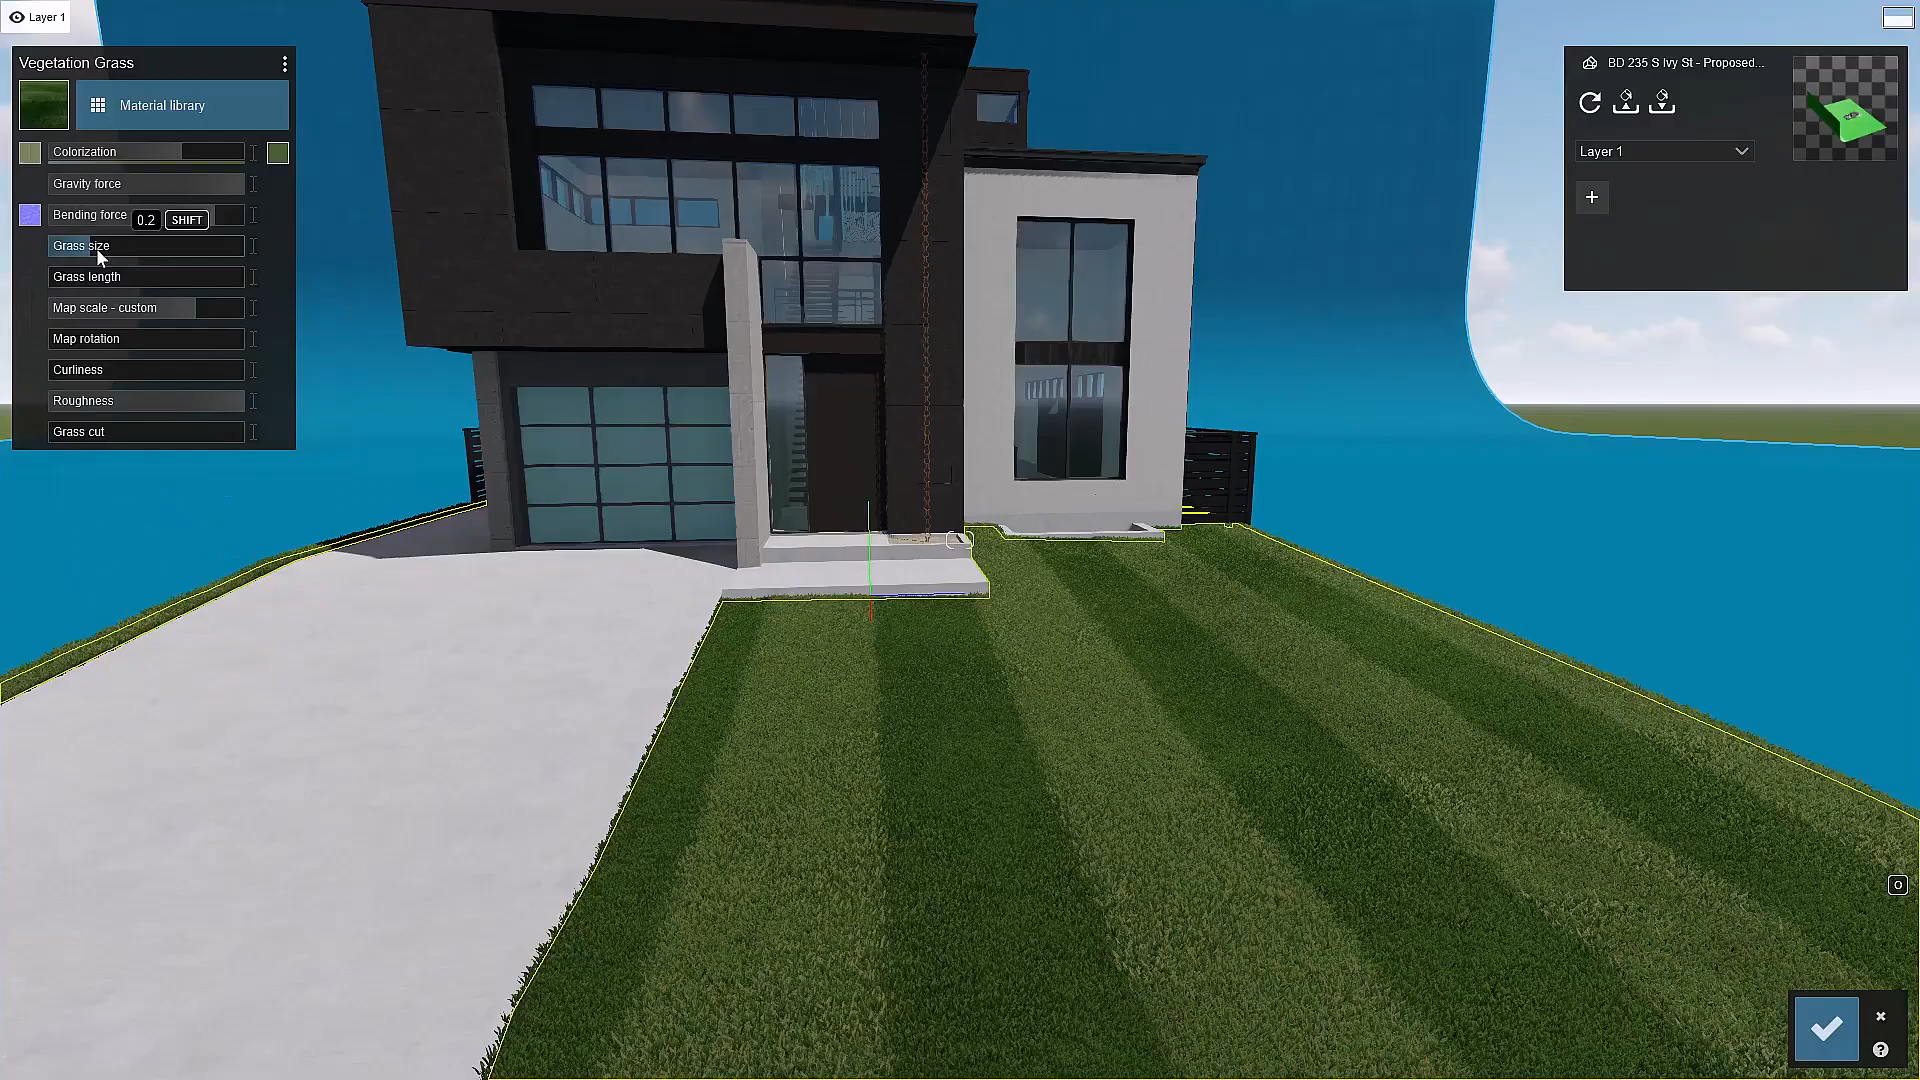 Layer 1
Vegetation Grass
Material library
Colorization
Gravity force
Bending force
0.2 SHIFT
Grass size
Grass length
Map scale - custom
Map rotation
Curliness
Roughness
Grass cut
BD 235 S Ivy St - Proposed...
Layer 1
O